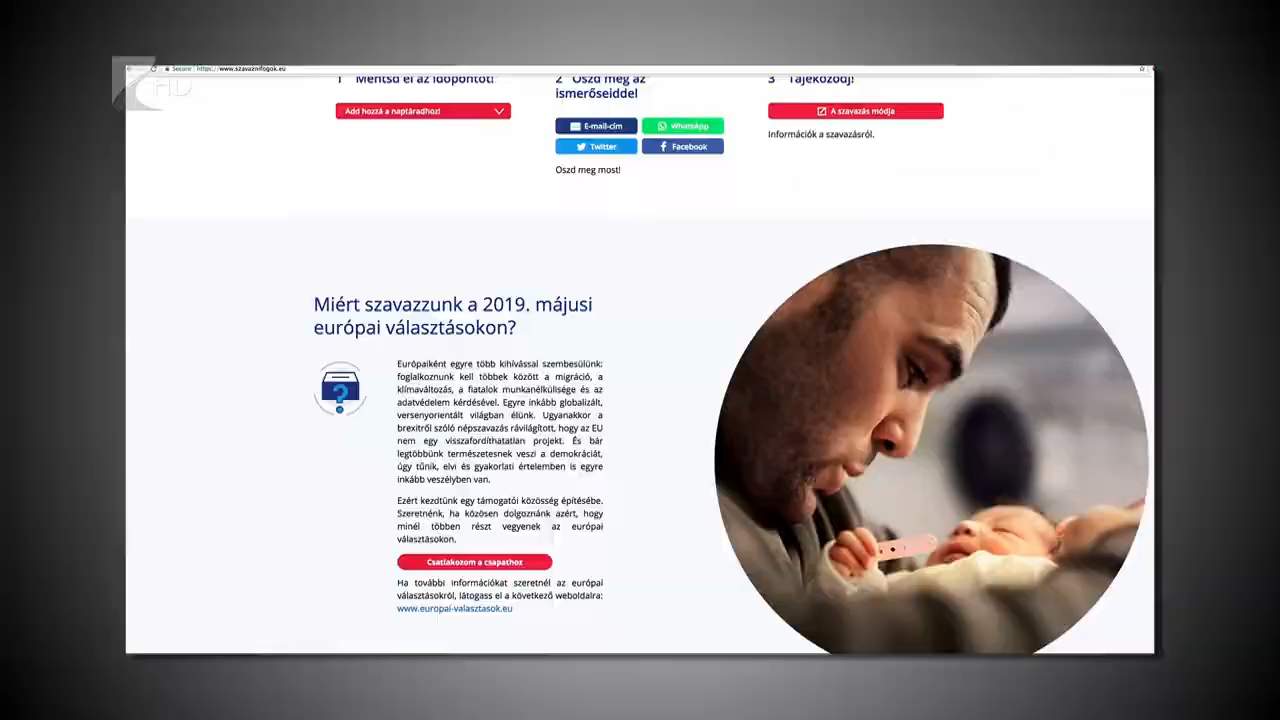 HD
Secure https://www.szavaznifogok.eu
1 Mentsd el az időpontot!
2 Oszd meg az
ismerőseiddel
3 Tájékozódj!
Add hozzá a naptáradhoz!
E-mail-cím
WhatsApp
Twitter
Facebook
Oszd meg most!
A szavazás módja
Információk a szavazásról.
Miért szavazzunk a 2019. májusi
európai választásokon?
Európaiként egyre több kihívással szembesülünk:
foglalkoznunk kell többek között a migráció, a
klímaváltozás, a fiatalok munkanélkülisége és az
adatvédelem kérdésével. Egyre inkább globalizált,
versenyorientált világban élünk. Ugyanakkor a
brexitről szóló népszavazás rávilágított, hogy az EU
nem egy visszafordíthatatlan projekt. És bár
legtöbbünk természetesnek veszi a demokráciát,
úgy tűnik, elvi és gyakorlati értelemben is egyre
inkább veszélyben van.
Ezért kezdtünk egy támogatói közösség építésébe.
Szeretnénk, ha közösen dolgoznánk azért, hogy
minél többen részt vegyenek az európai
választásokon.
Csatlakozom a csapathoz
Ha további információkat szeretnél az európai
választásokról, látogass el a következő weboldalra:
www.europai-valasztasok.eu